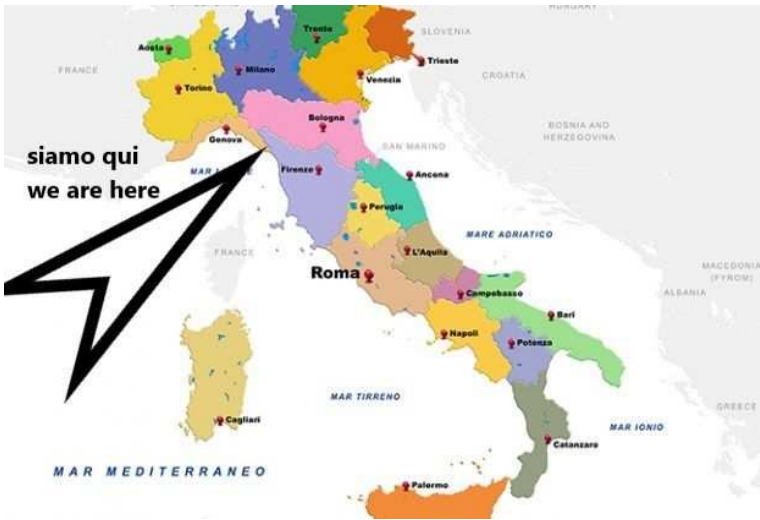 HUNGARY
SLOVENIA
Trento
Aosta
Trieste
FRANCE
Milano
Venezia
CROATIA
Torino
Bologna
BOSNIA AND
HERZEGOVINA
Genova
SAN MARINO
siamo qui
we are here
MAR
Firenze
Ancona
Perugia
MARE ADRIATICO
FRANCE
L'Aquila
Roma
MACEDONIA
(FYROM)
ALBANIA
Campobasso
Bari
Napoli
Potenza
MAR TIRRENO
GREECE
Cagliari
MAR IONIO
Catanzaro
MAR MEDITERRANEO
Palermo